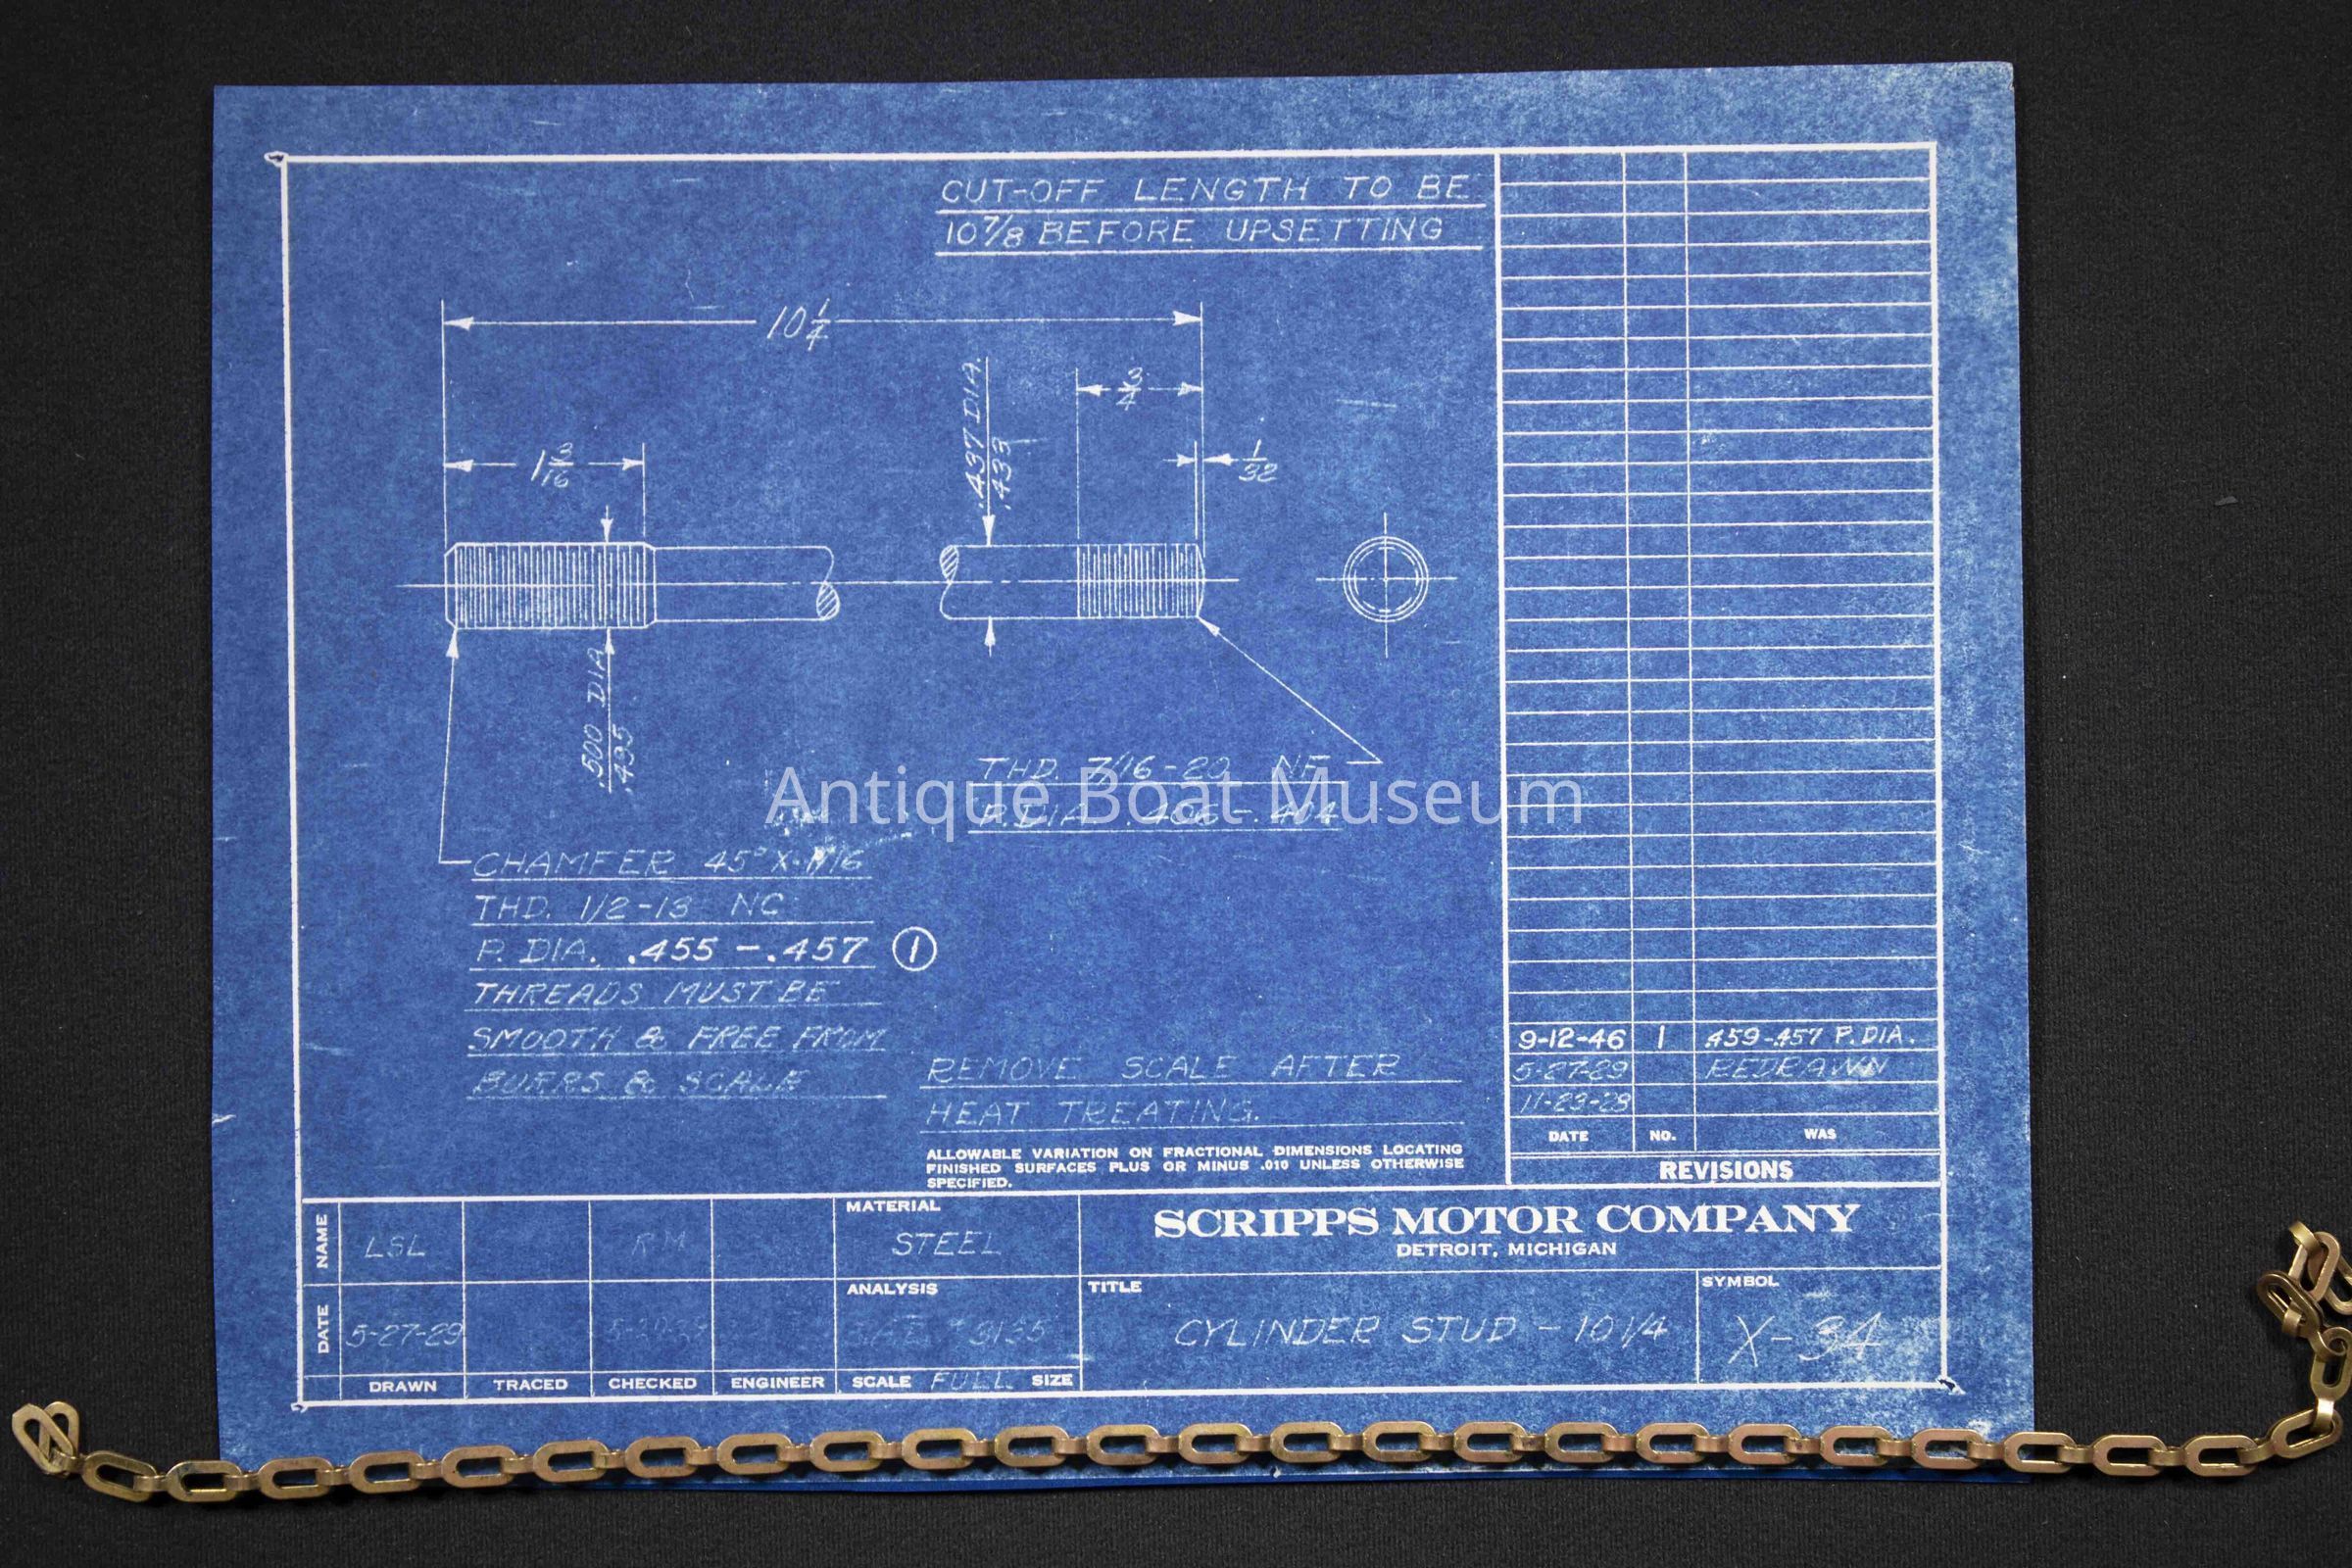 CUT-OFF LENGTH TO BE
10 7/8 BEFORE UPSETTING
10 1/4
3/4
.437 DIA.
.433
1 3/16
1/32
.500 DIA
.495
THD. 7/16-20 NF
P. DIA. .406-.404
Antique Boat Museum
CHAMFER 45° X 1/16
THD. 1/2-13 NC
P. DIA. .455 - .457 1
THREADS MUST BE
SMOOTH & FREE FROM
BURRS & SCALE
REMOVE SCALE AFTER
HEAT TREATING.
ALLOWABLE VARIATION ON FRACTIONAL DIMENSIONS LOCATING
FINISHED SURFACES PLUS OR MINUS .010 UNLESS OTHERWISE
SPECIFIED.
9-12-46 1 .459-.457 P. DIA.
5-27-29 REDRAWN
11-23-28
DATE NO. WAS
REVISIONS
NAME LSL RM
MATERIAL
STEEL
SCRIPPS MOTOR COMPANY
DETROIT, MICHIGAN
DATE 5-27-29
ANALYSIS
S.A.E. #3135
TITLE
CYLINDER STUD - 10 1/4
SYMBOL
X-34
DRAWN TRACED CHECKED ENGINEER SCALE FULL SIZE